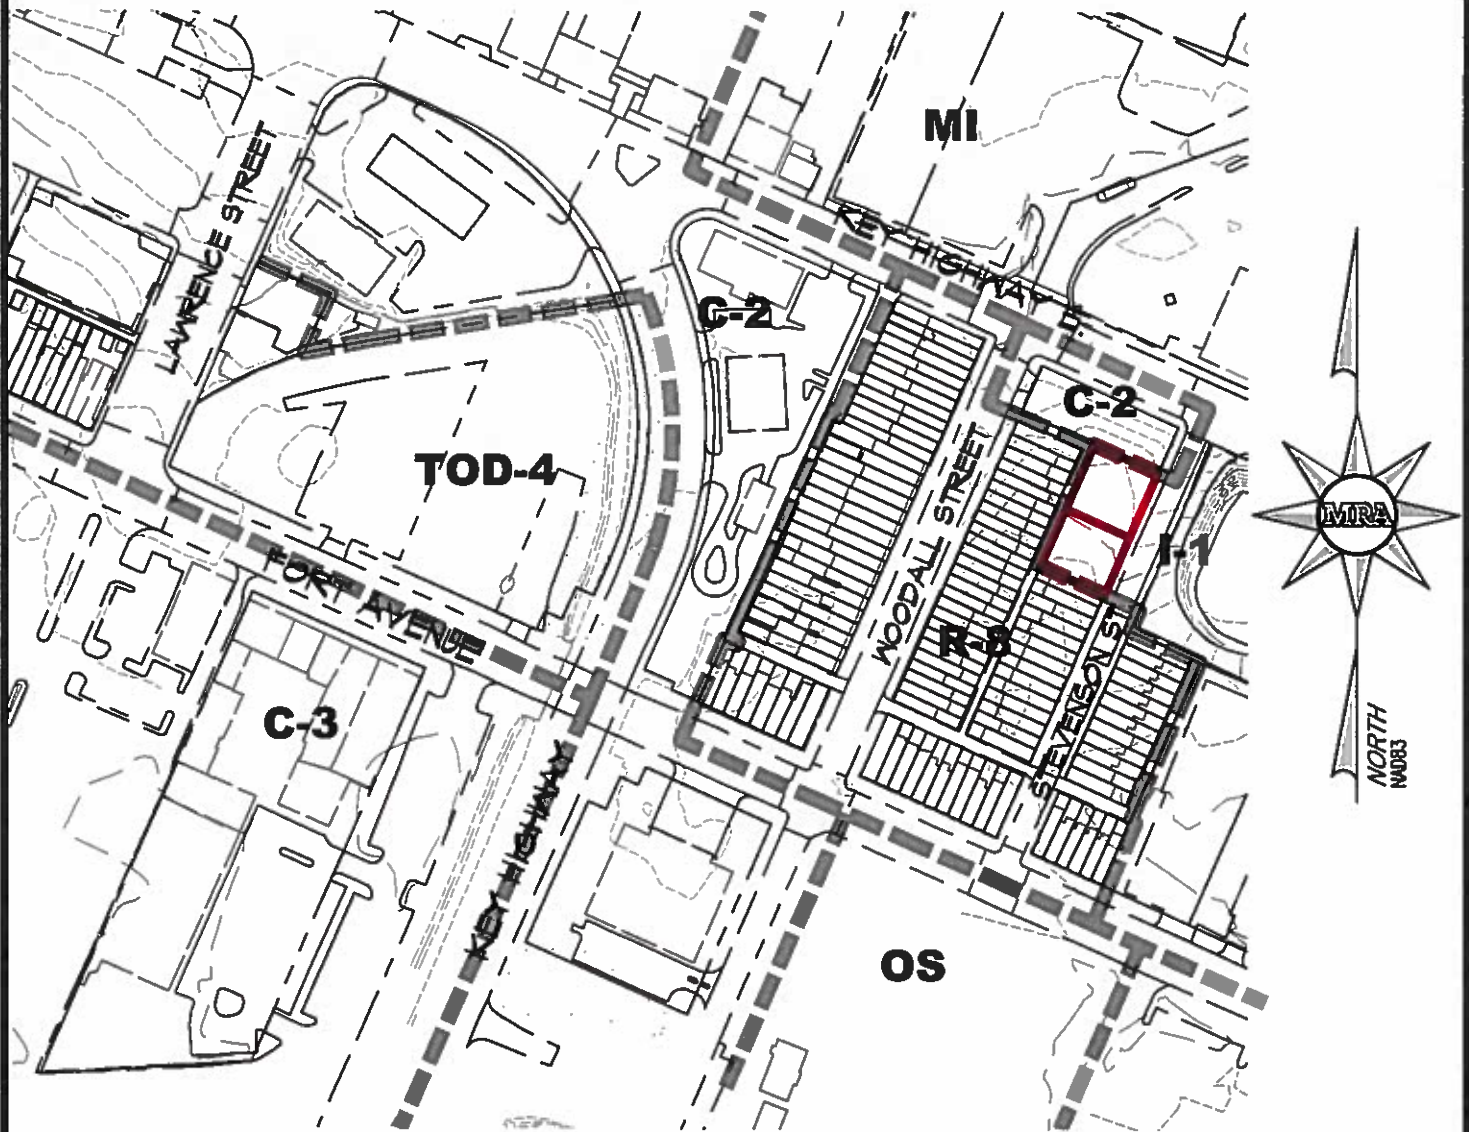 MI
LAWRENCE STREET
KEY HIGHWAY
C-2
C-2
TOD-4
WOODALL STREET
MRA
I-1
FORT AVENUE
R-8
STEVENSON ST
C-3
NORTH
NAD83
KEY HIGHWAY
OS